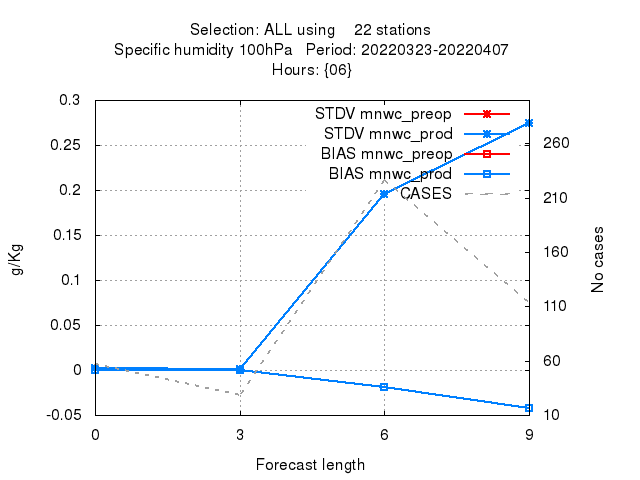 Selection: ALL using    22 stations
Specific humidity 100hPa   Period: 20220323-20220407
Hours: {06}
0.3
0.25
0.2
0.15
0.1
0.05
0
-0.05
g/Kg
STDV mnwc_preop
STDV mnwc_prod
BIAS mnwc_preop
BIAS mnwc_prod
CASES
260
210
160
110
60
10
No cases
0 3 6 9
Forecast length